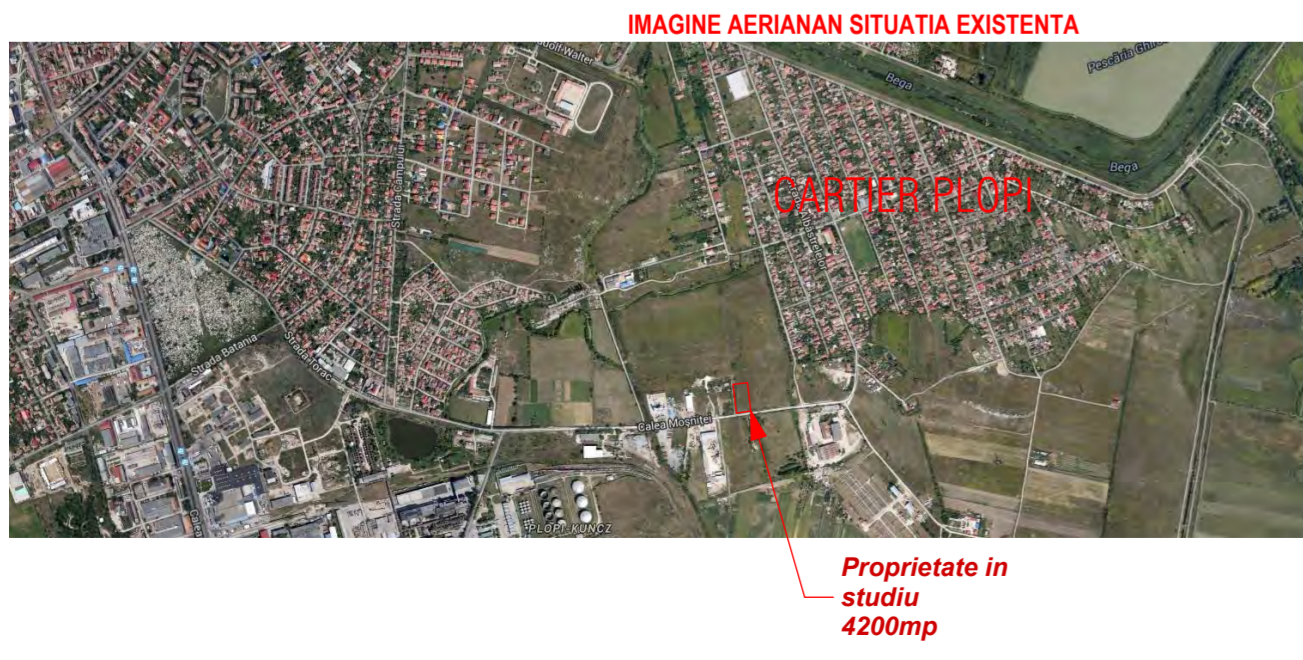 IMAGINE AERIANAN SITUATIA EXISTENTA
Bega
Bega
Strada Campului
CARTIER PLOPI
Strada Batania
Strada Torac
Calea Moșniței
Calea
PLOPI-KUNCZ
Proprietate in
studiu
4200mp